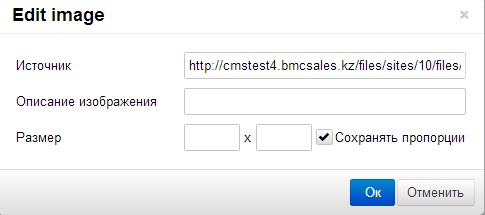 Edit image ×
Источник http://cmstest4.bmcsales.kz/files/sites/10/files/
Описание изображения
Размер x Сохранять пропорции
Ок Отменить